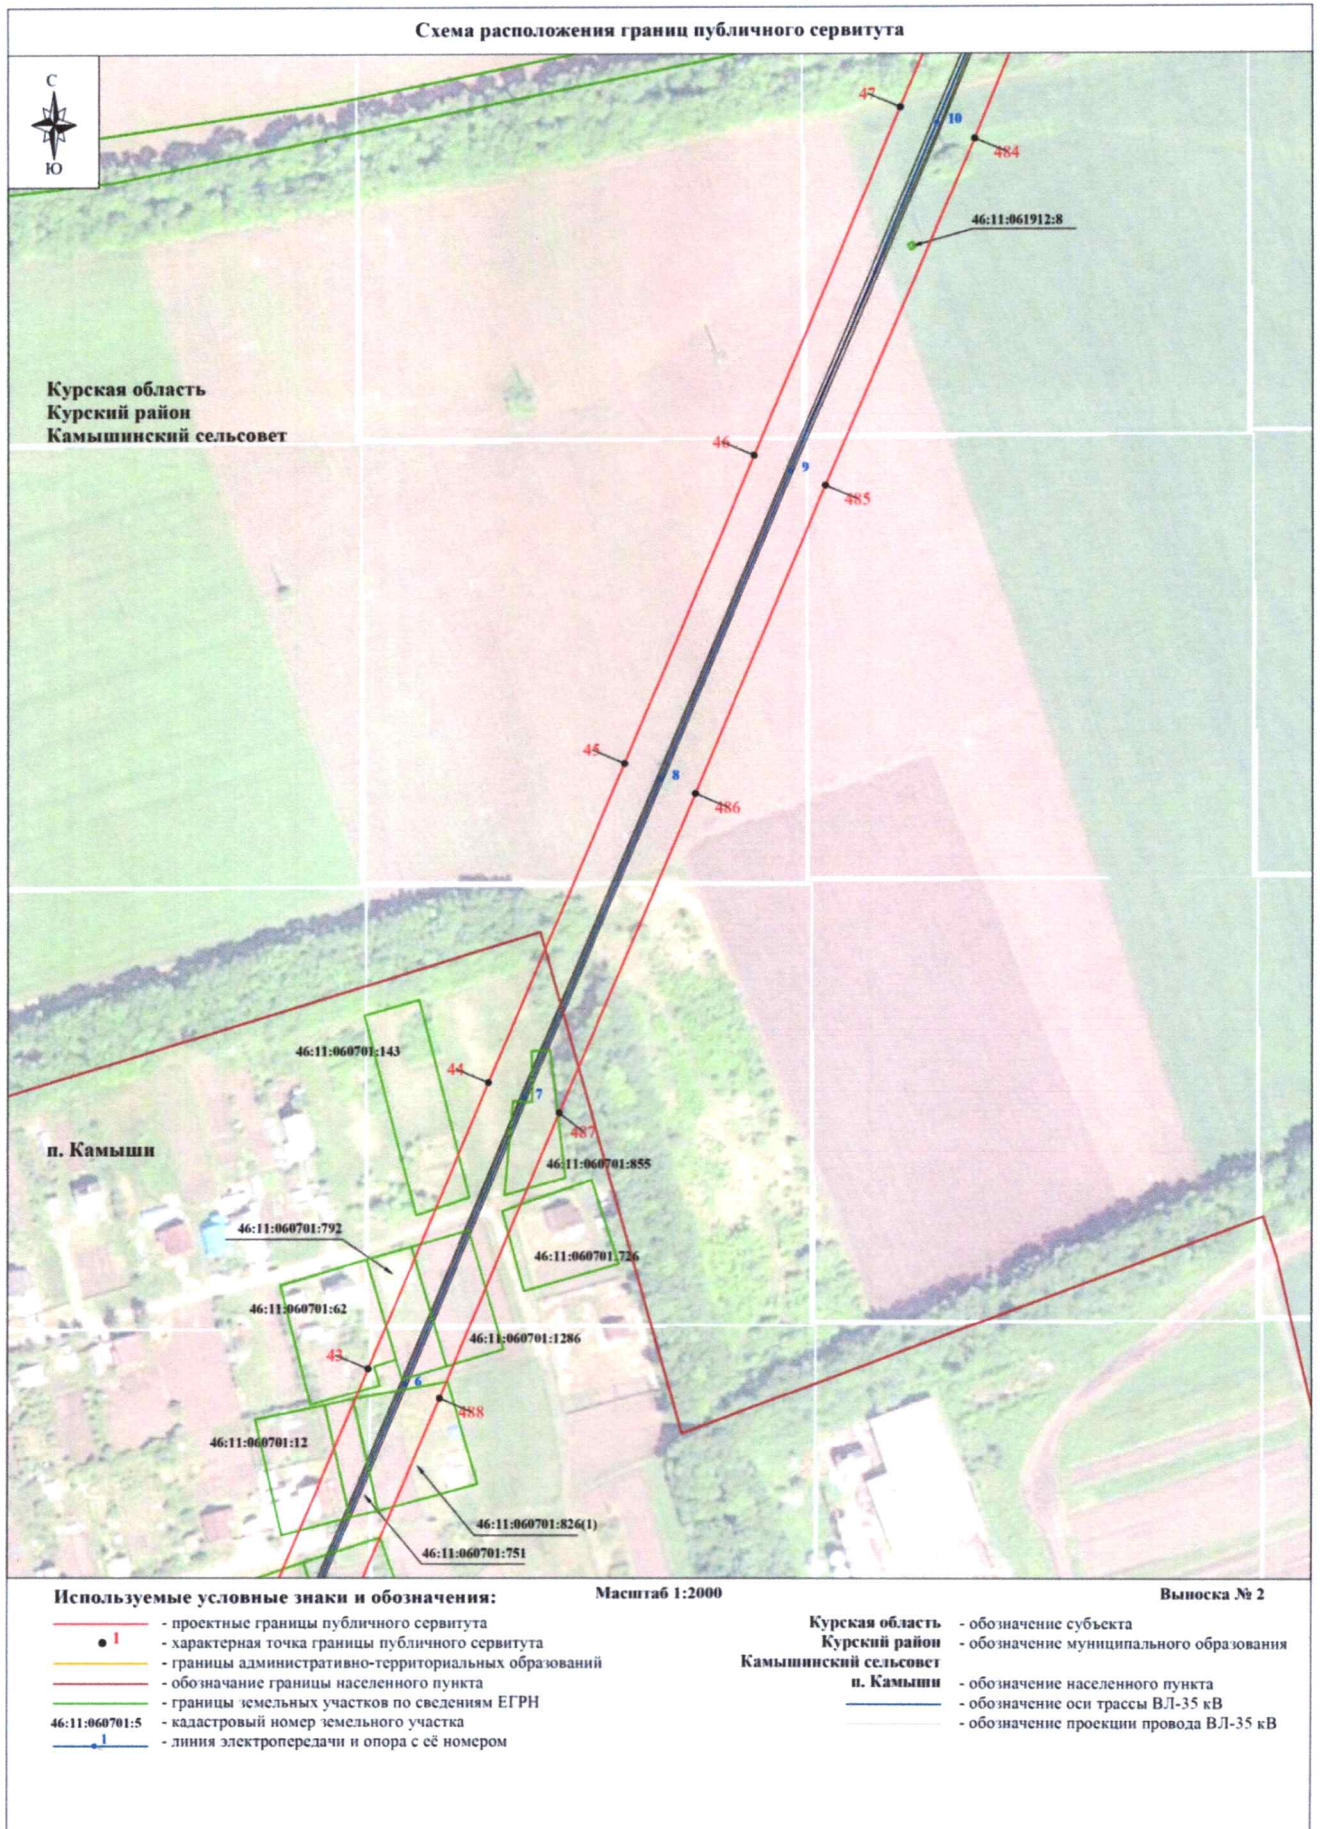 Схема расположения границ публичного сервитута
С
Ю
47
10
484
46:11:061912:8
Курская область
Курский район
Камышинский сельсовет
46
9
485
45
8
486
46:11:060701:143
44
7
487
п. Камыши
46:11:060701:855
46:11:060701:792
46:11:060701:726
46:11:060701:62
46:11:060701:1286
43
6
488
46:11:060701:12
46:11:060701:826(1)
46:11:060701:751
Используемые условные знаки и обозначения:
Масштаб 1:2000
Выноска № 2
- проектные границы публичного сервитута
1 - характерная точка границы публичного сервитута
- границы административно-территориальных образований
- обозначание границы населенного пункта
- границы земельных участков по сведениям ЕГРН
46:11:060701:5 - кадастровый номер земельного участка
1 - линия электропередачи и опора с её номером
Курская область - обозначение субъекта
Курский район - обозначение муниципального образования
Камышинский сельсовет
п. Камыши - обозначение населенного пункта
- обозначение оси трассы ВЛ-35 кВ
- обозначение проекции провода ВЛ-35 кВ